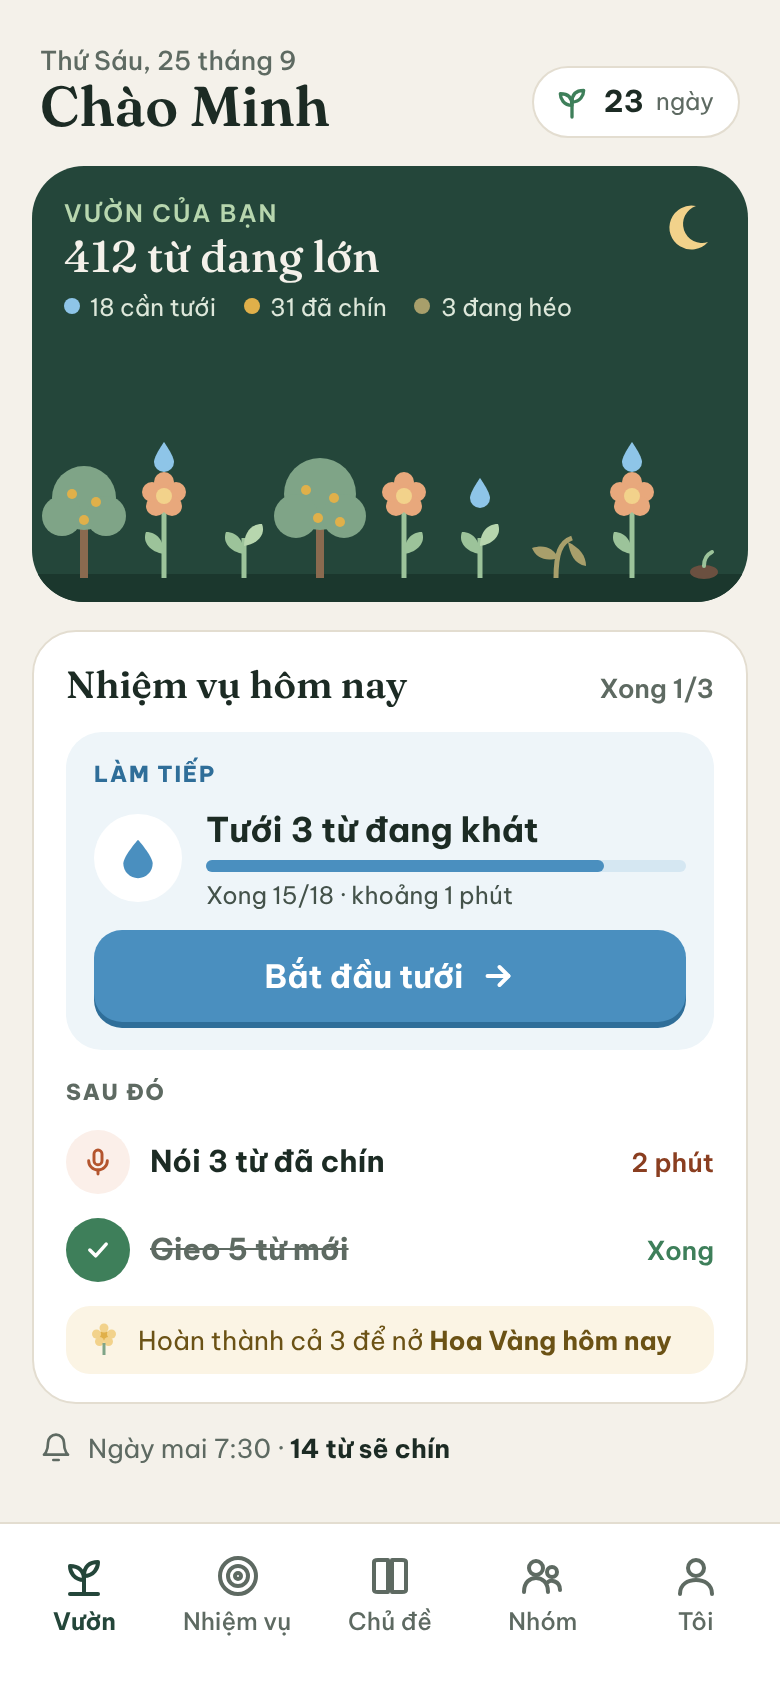 Thứ Sáu, 25 tháng 9
Chào Minh
23 ngày
VƯỜN CỦA BẠN
412 từ đang lớn
18 cần tưới 31 đã chín 3 đang héo
Nhiệm vụ hôm nay
Xong 1/3
LÀM TIẾP
Tưới 3 từ đang khát
Xong 15/18 · khoảng 1 phút
Bắt đầu tưới →
SAU ĐÓ
Nói 3 từ đã chín
2 phút
Gieo 5 từ mới
Xong
Hoàn thành cả 3 để nở Hoa Vàng hôm nay
Ngày mai 7:30 · 14 từ sẽ chín
Vườn Nhiệm vụ Chủ đề Nhóm Tôi